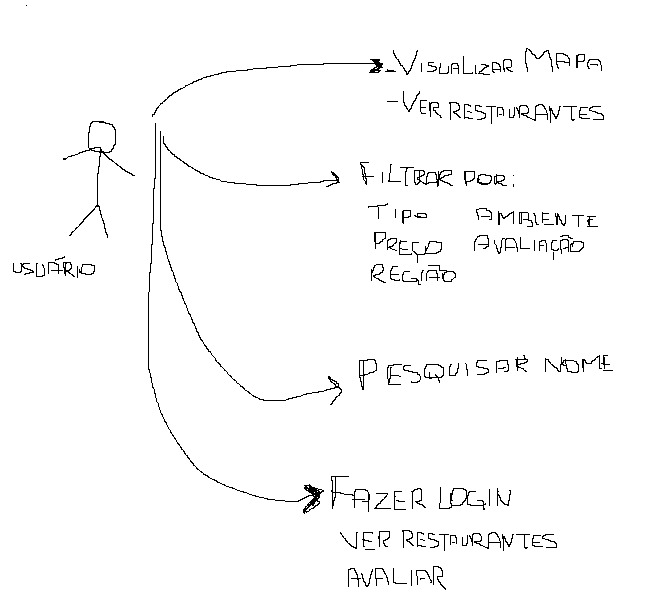 -VISUALIZAR MAPA
-VER RESTAURANTES
FILTRAR POR:
TIPO AMBIENTE
PREÇO AVALIAÇÃO
REGIÃO
USUÁRIO
PESQUISAR NOME
FAZER LOGIN
VER RESTAURANTES
AVALIAR